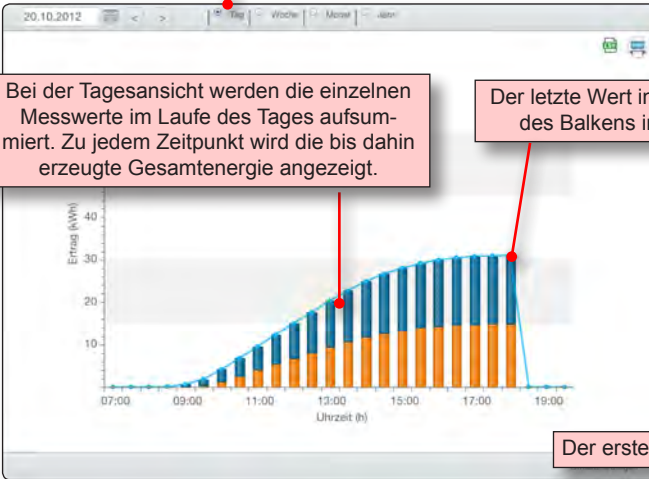 20.10.2012 < > Tag Woche Monat Jahr
Bei der Tagesansicht werden die einzelnen
Messwerte im Laufe des Tages aufsum-
miert. Zu jedem Zeitpunkt wird die bis dahin
erzeugte Gesamtenergie angezeigt.
Der letzte Wert in
des Balkens in
Ertrag (kWh)
40
30
20
10
07:00 09:00 11:00 13:00 15:00 17:00 19:00
Uhrzeit (h)
Der erste